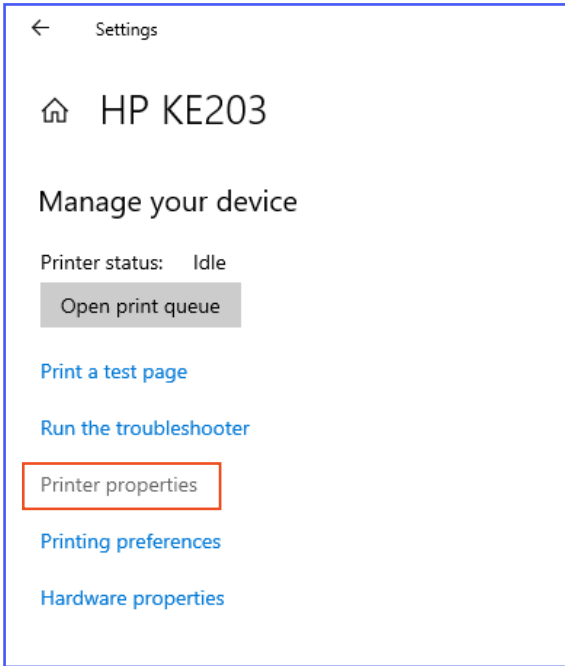 Settings
HP KE203
Manage your device
Printer status: Idle
Open print queue
Print a test page
Run the troubleshooter
Printer properties
Printing preferences
Hardware properties